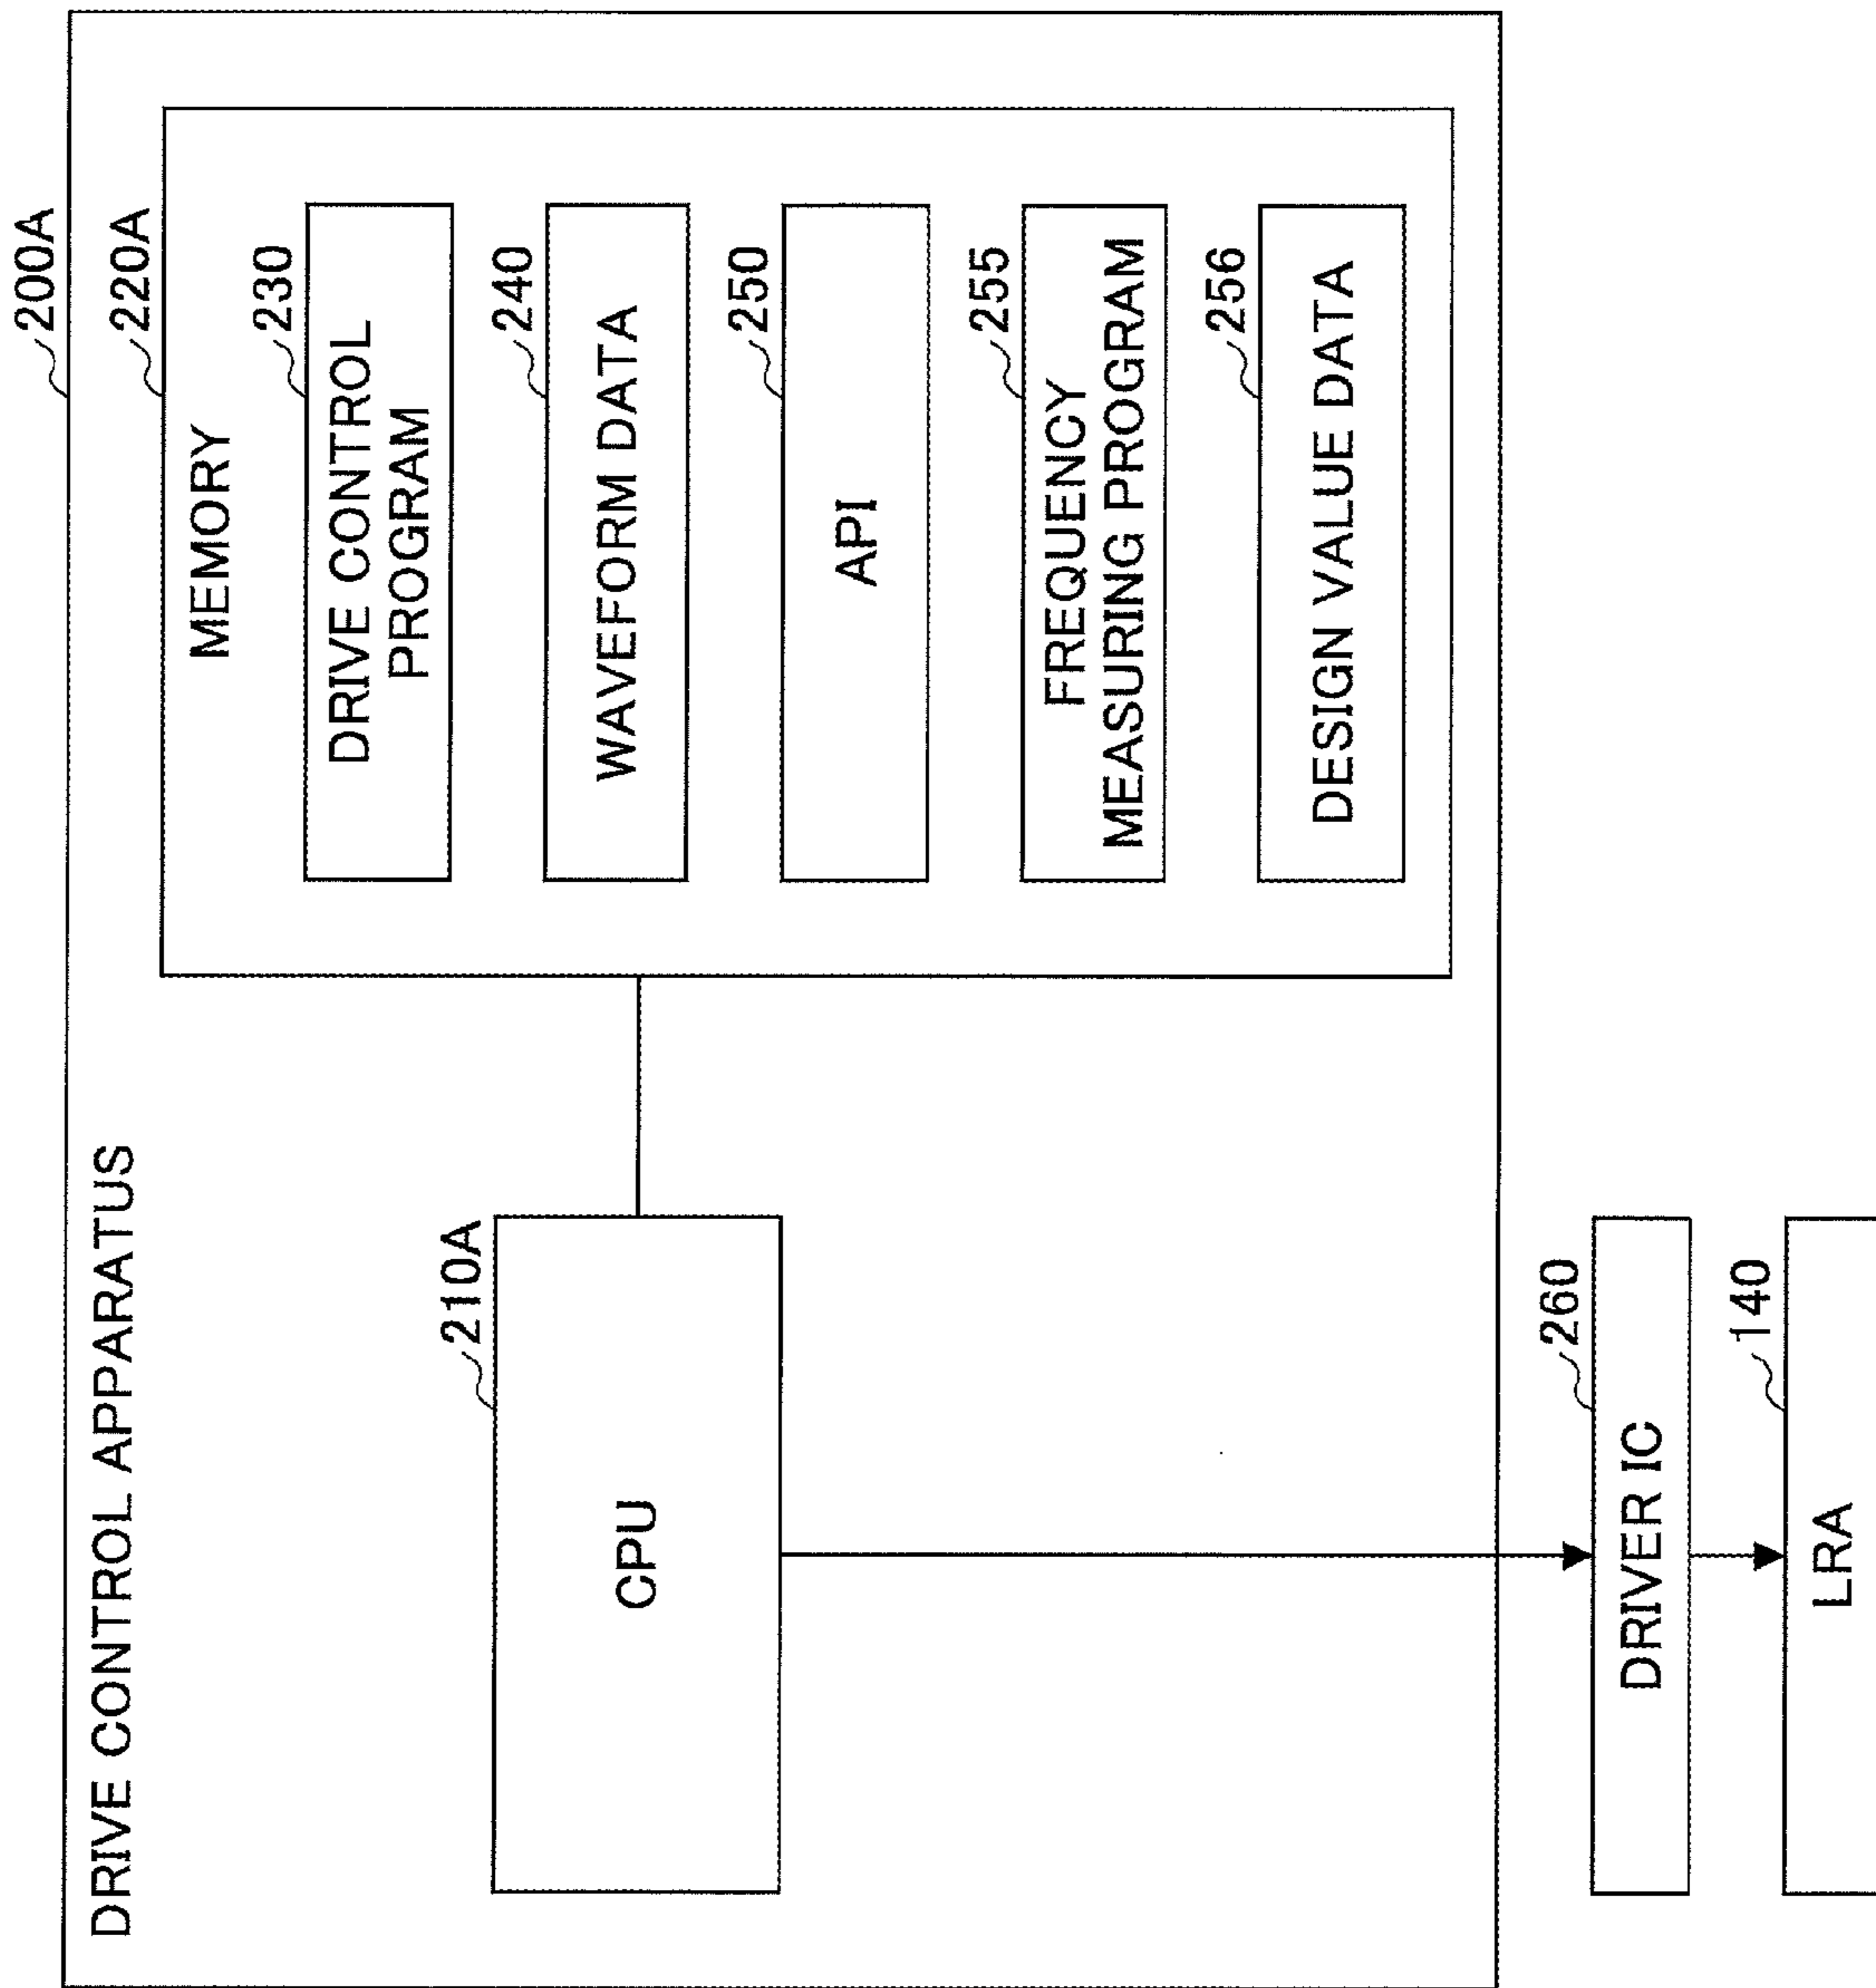 200A
DRIVE CONTROL APPARATUS
220A
MEMORY
230
DRIVE CONTROL
PROGRAM
210A
CPU
240
WAVEFORM DATA
250
API
255
FREQUENCY
MEASURING PROGRAM
256
DESIGN VALUE DATA
260
DRIVER IC
140
LRA